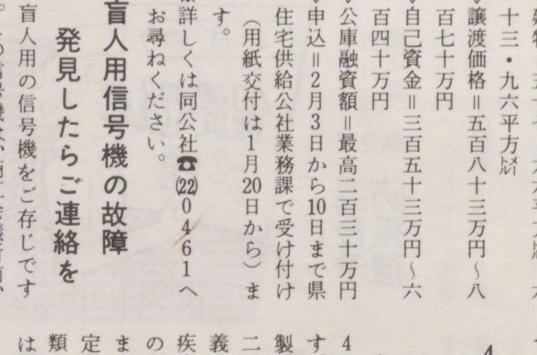 十三・九六平方㍍
◇譲渡価格＝五百八十三万円～八
百七十万円
◇自己資金＝三百五十三万円～六
百四十万円
◇公庫融資額＝最高二百三十万円
◇申込＝2月3日から10日まで県
住宅供給公社業務課で受け付け
（用紙交付は1月20日から）ま
す。
詳しくは同公社☎(22)0461へ
お尋ねください。
盲人用信号機の故障
発見したらご連絡を
盲人用の信号機をご存じです
4
す
製
二
義
疾
の
ま
定
類
は